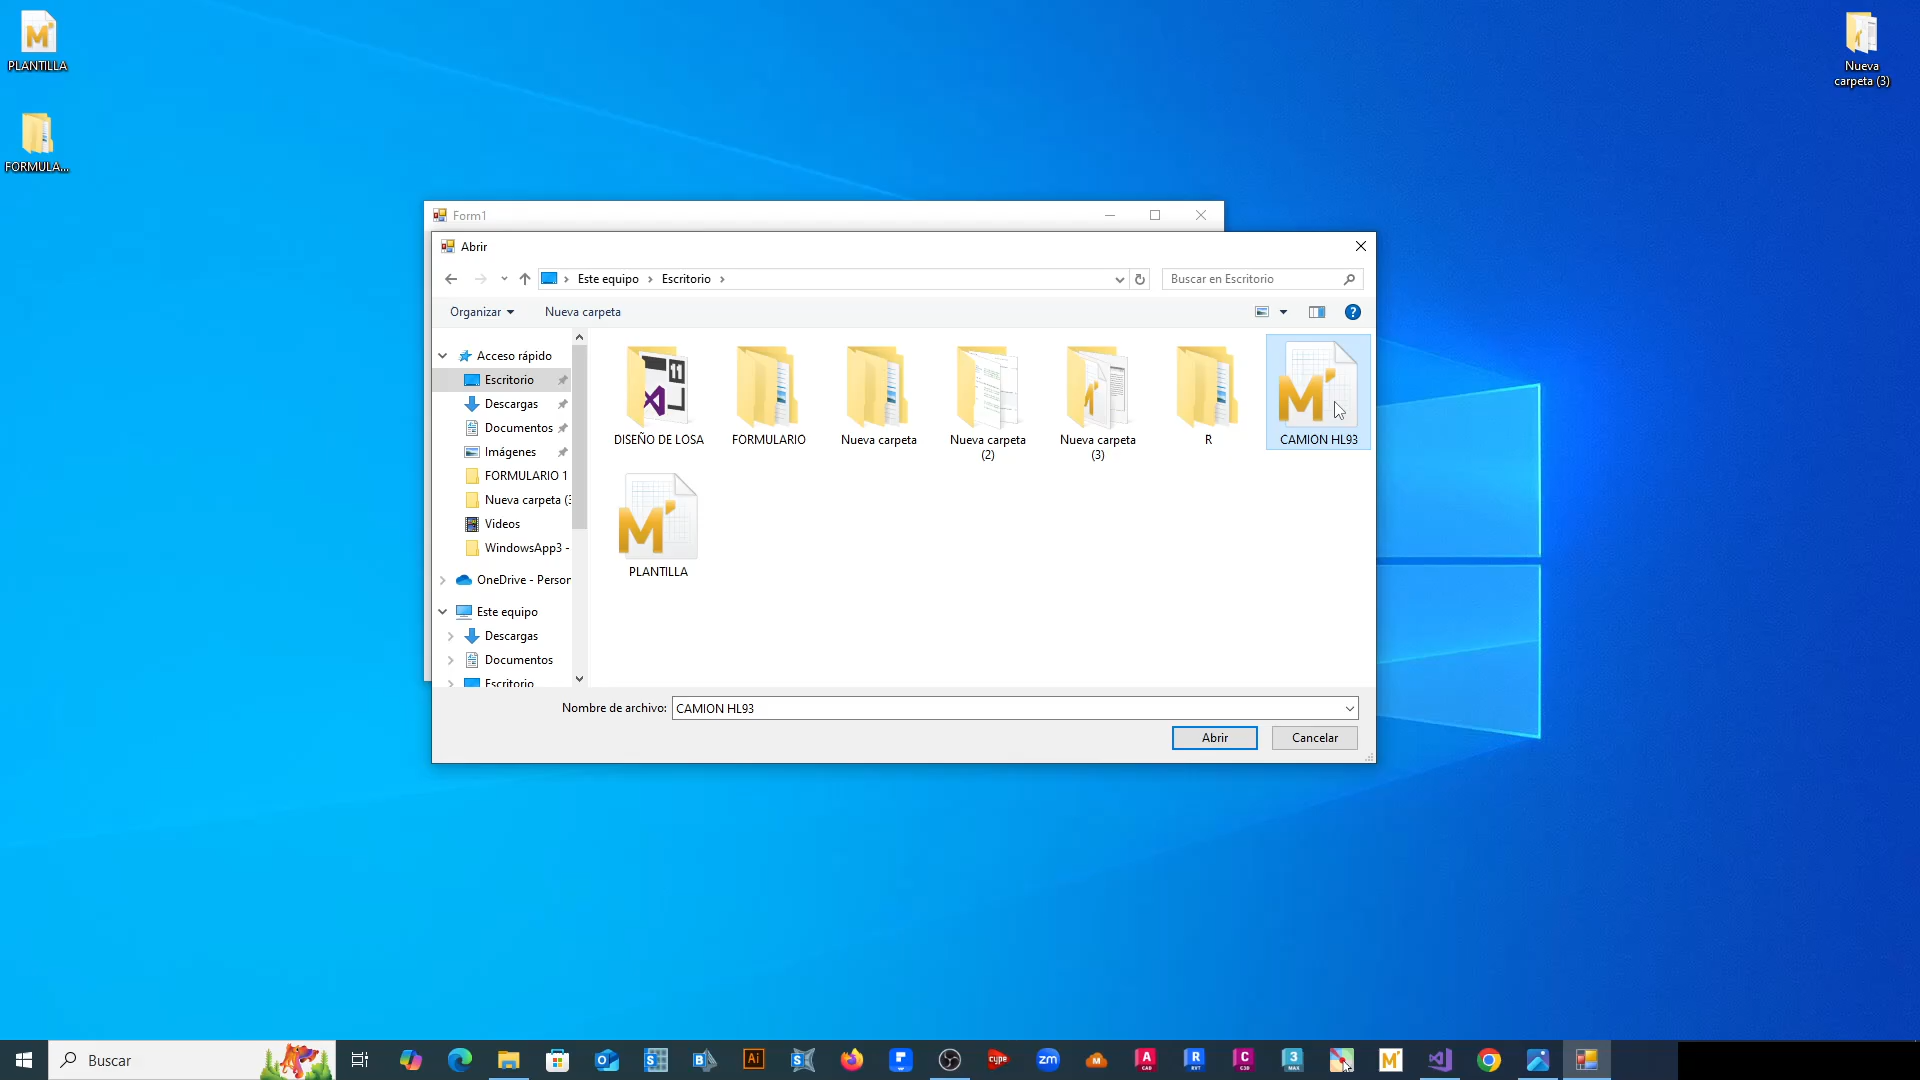 PLANTILLA
FORMULA...
Nueva
carpeta (3)
Form1
Abrir
Este equipo
Escritorio
Buscar en Escritorio
Organizar
Nueva carpeta
Acceso rápido
Escritorio
Descargas
Documentos
Imágenes
FORMULARIO 1
Nueva carpeta (3
Videos
WindowsApp3 -
OneDrive - Person
Este equipo
Descargas
Documentos
Escritorio
DISEÑO DE LOSA
FORMULARIO
Nueva carpeta
Nueva carpeta
(2)
Nueva carpeta
(3)
R
CAMION HL93
PLANTILLA
Nombre de archivo:
CAMION HL93
Abrir
Cancelar
Buscar